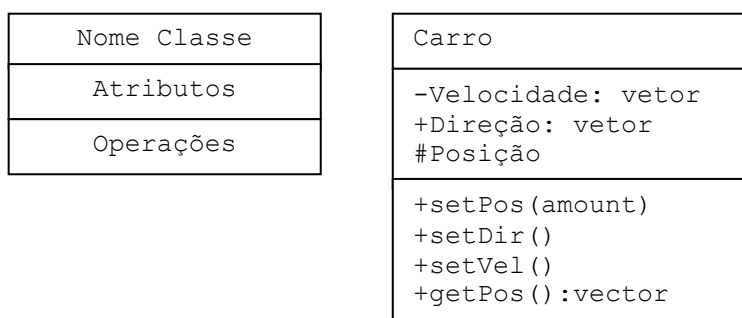 Nome Classe
Atributos
Operações
Carro
-Velocidade: vetor
+Direção: vetor
#Posição
+setPos(amount)
+setDir()
+setVel()
+getPos():vector